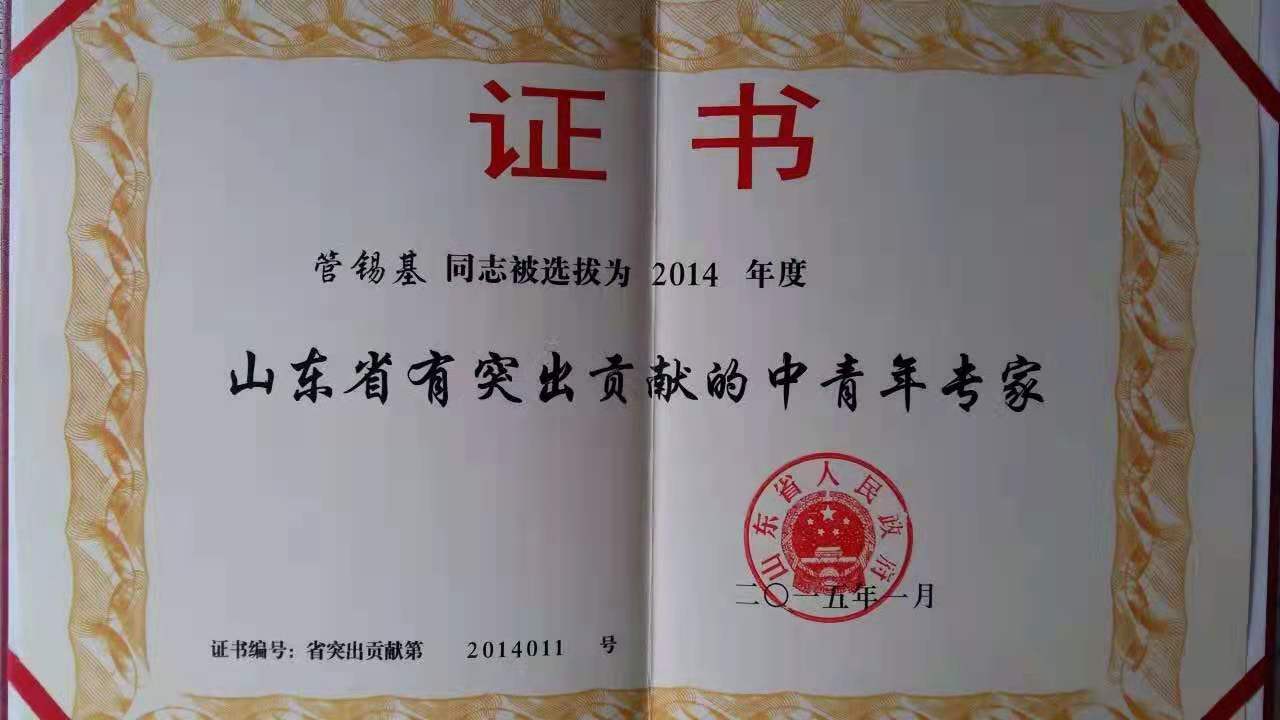 证书
管锡基 同志被选拔为 2014 年度
山东省有突出贡献的中青年专家
山东省人民政府
二〇一五年一月
证书编号：省突出贡献第 2014011 号